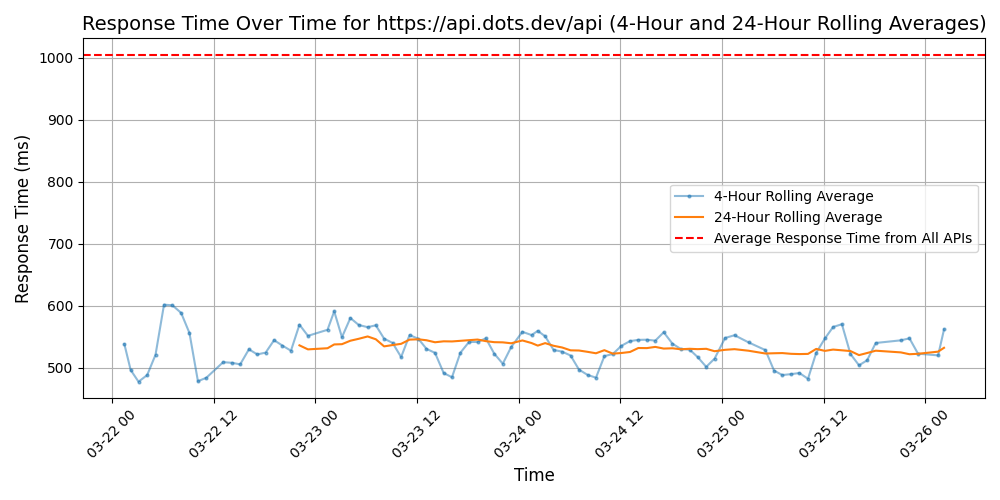 Response Time Over Time for https://api.dots.dev/api (4-Hour and 24-Hour Rolling Averages)
Response Time (ms)
1000
900
800
700
600
500
4-Hour Rolling Average
24-Hour Rolling Average
Average Response Time from All APIs
03-22 00
03-22 12
03-23 00
03-23 12
03-24 00
03-24 12
03-25 00
03-25 12
03-26 00
Time